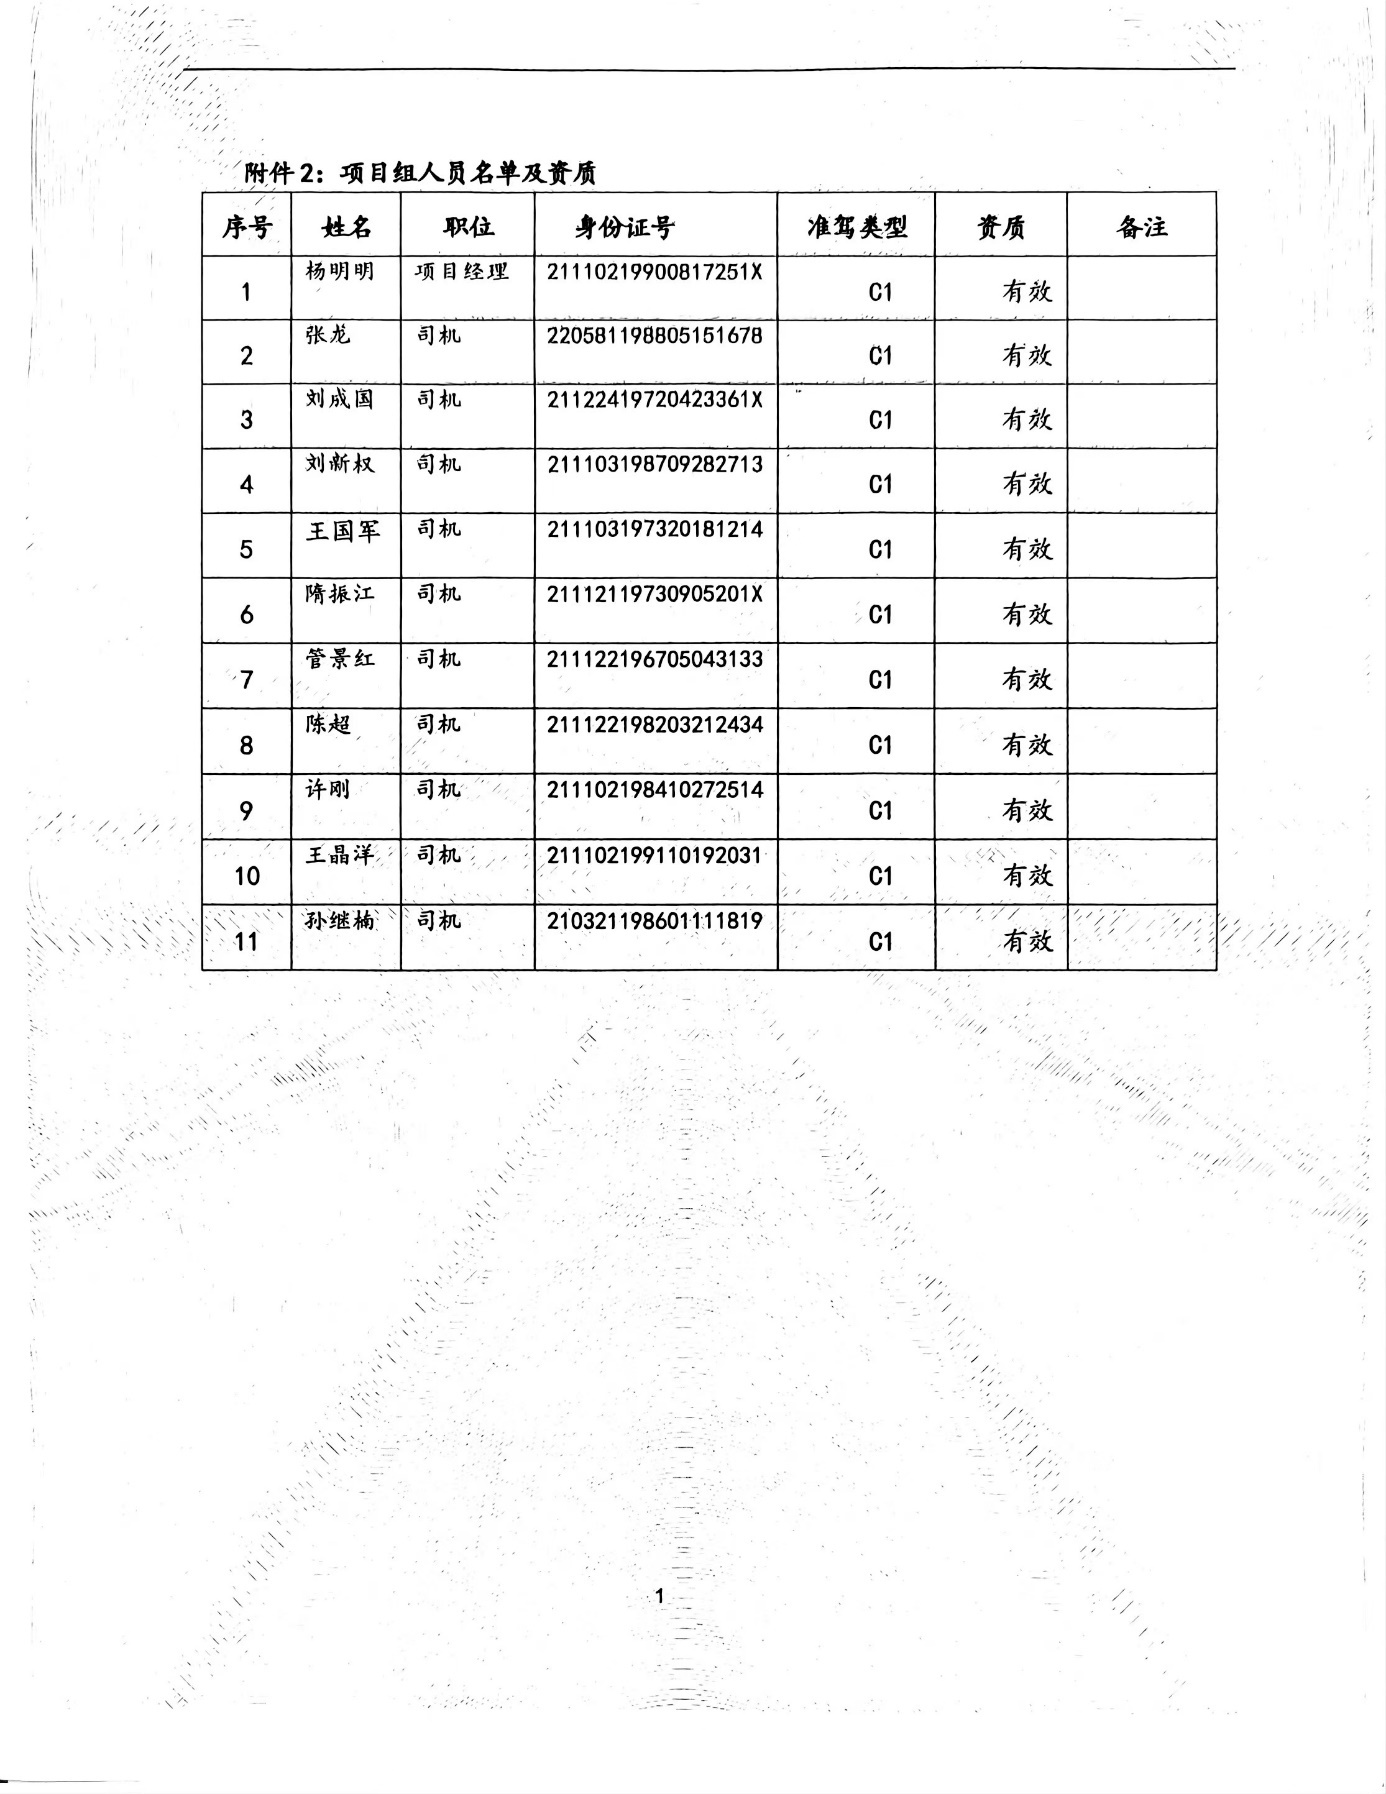 附件2：项目组人员名单及资质
序号 姓名 职位 身份证号 准驾类型 资质 备注
1 杨明明 项目经理 21110219900817251X C1 有效
2 张龙 司机 220581198805151678 C1 有效
3 刘成国 司机 21122419720423361X C1 有效
4 刘新权 司机 211103198709282713 C1 有效
5 王国军 司机 211103197320181214 C1 有效
6 隋振江 司机 21112119730905201X C1 有效
7 管景红 司机 211122196705043133 C1 有效
8 陈超 司机 211122198203212434 C1 有效
9 许刚 司机 211102198410272514 C1 有效
10 王晶洋 司机 211102199110192031 C1 有效
11 孙继楠 司机 210321198601111819 C1 有效
1